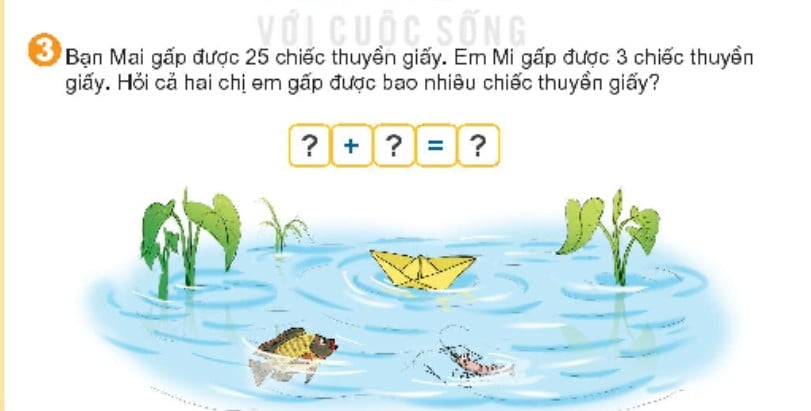 VỚI CUỘC SỐNG
3 Bạn Mai gấp được 25 chiếc thuyền giấy. Em Mi gấp được 3 chiếc thuyền
giấy. Hỏi cả hai chị em gấp được bao nhiêu chiếc thuyền giấy?
? + ? = ?